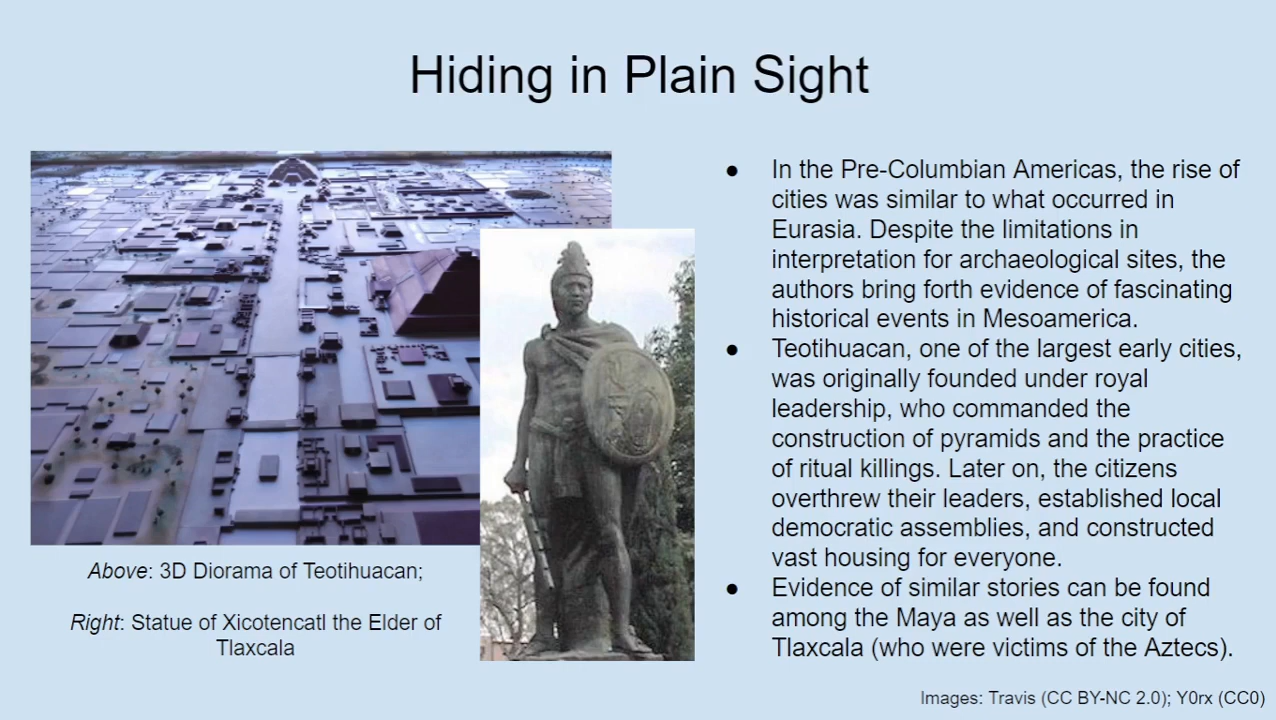 Hiding in Plain Sight
● In the Pre-Columbian Americas, the rise of
cities was similar to what occurred in
Eurasia. Despite the limitations in
interpretation for archaeological sites, the
authors bring forth evidence of fascinating
historical events in Mesoamerica.
● Teotihuacan, one of the largest early cities,
was originally founded under royal
leadership, who commanded the
construction of pyramids and the practice
of ritual killings. Later on, the citizens
overthrew their leaders, established local
democratic assemblies, and constructed
vast housing for everyone.
● Evidence of similar stories can be found
among the Maya as well as the city of
Tlaxcala (who were victims of the Aztecs).
Above: 3D Diorama of Teotihuacan;
Right: Statue of Xicotencatl the Elder of
Tlaxcala
Images: Travis (CC BY-NC 2.0); Y0rx (CC0)